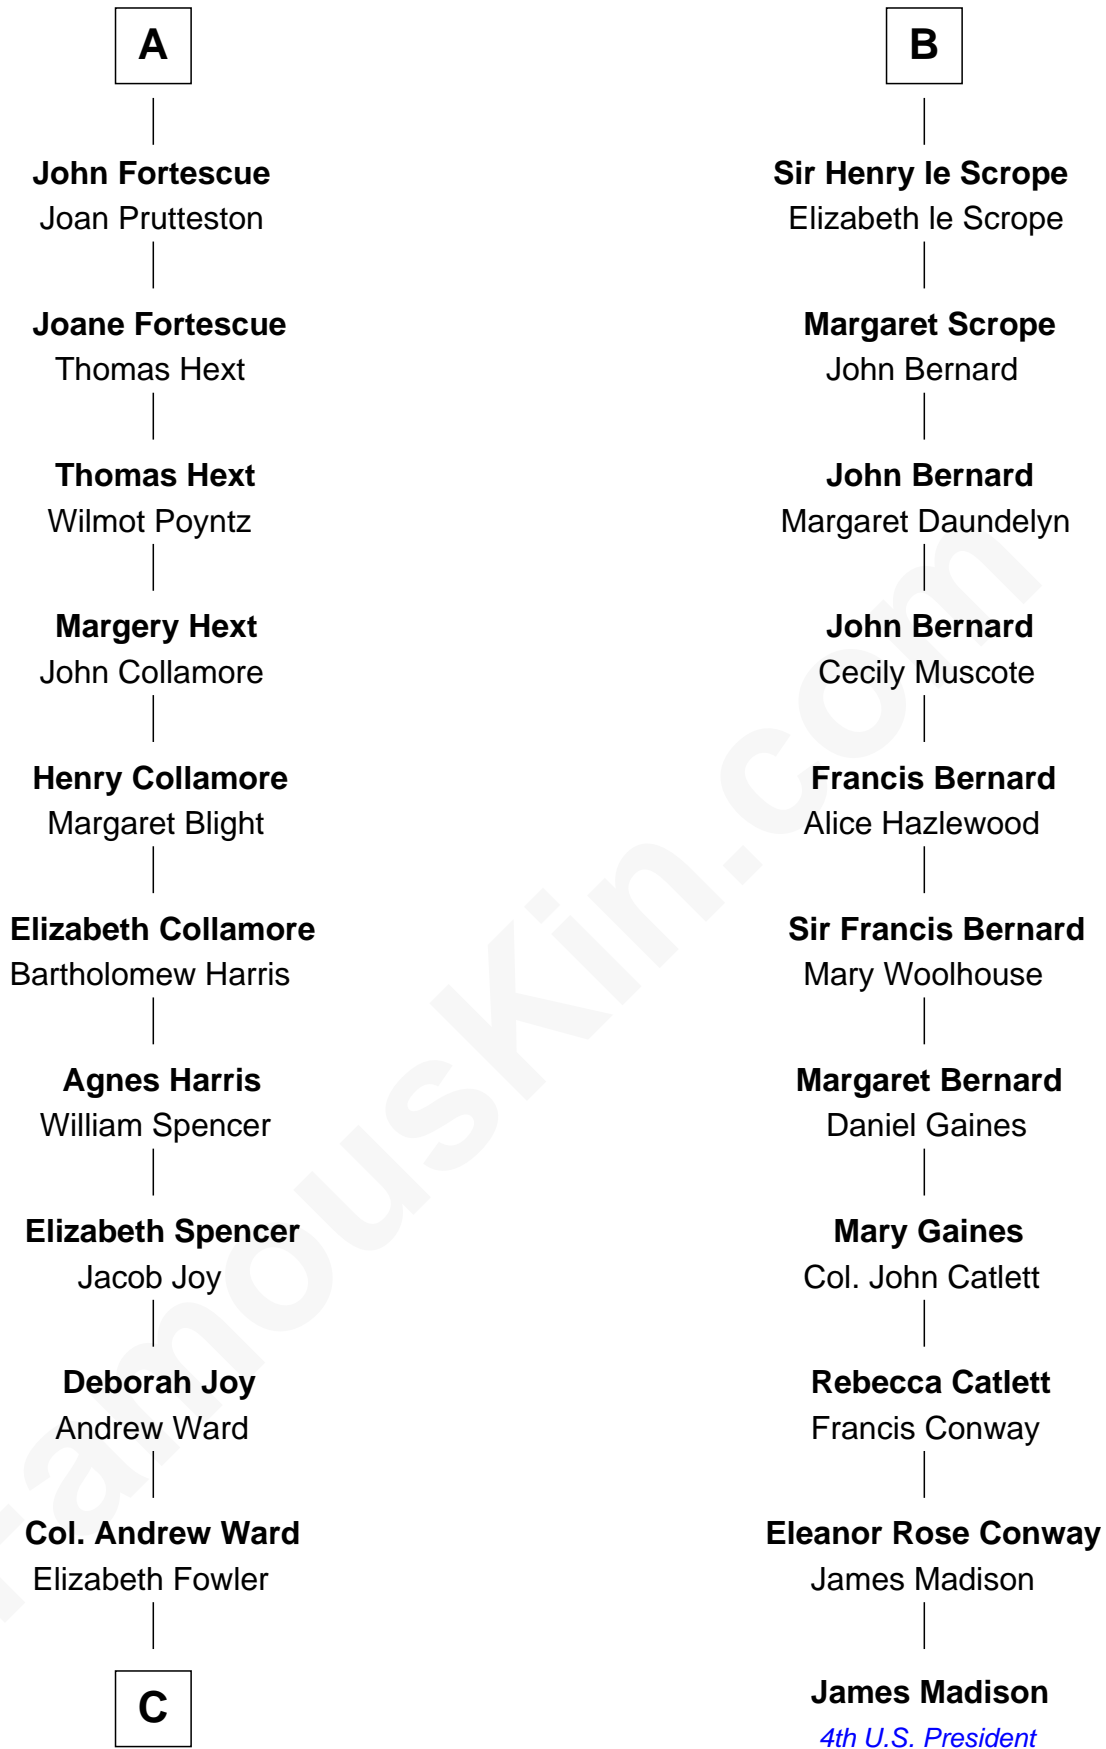 A
John Fortescue
Joan Prutteston
Joane Fortescue
Thomas Hext
Thomas Hext
Wilmot Poyntz
Margery Hext
John Collamore
Henry Collamore
Margaret Blight
Elizabeth Collamore
Bartholomew Harris
Agnes Harris
William Spencer
Elizabeth Spencer
Jacob Joy
Deborah Joy
Andrew Ward
Col. Andrew Ward
Elizabeth Fowler
C
B
Sir Henry le Scrope
Elizabeth le Scrope
Margaret Scrope
John Bernard
John Bernard
Margaret Daundelyn
John Bernard
Cecily Muscote
Francis Bernard
Alice Hazlewood
Sir Francis Bernard
Mary Woolhouse
Margaret Bernard
Daniel Gaines
Mary Gaines
Col. John Catlett
Rebecca Catlett
Francis Conway
Eleanor Rose Conway
James Madison
James Madison
4th U.S. President
FamousKin.com